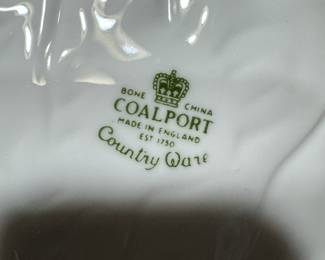 BONE CHINA
COALPORT
MADE IN ENGLAND
EST 1750
Country Ware